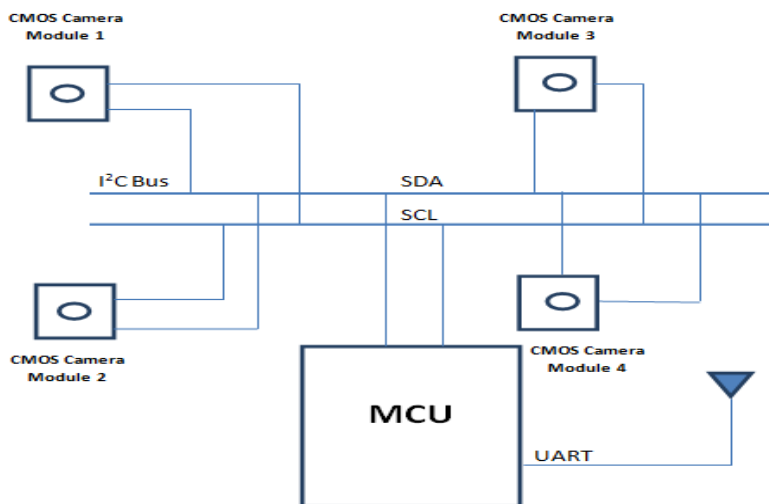 CMOS Camera
Module 1
CMOS Camera
Module 3
I²C Bus
SDA
SCL
CMOS Camera
Module 2
CMOS Camera
Module 4
MCU
UART